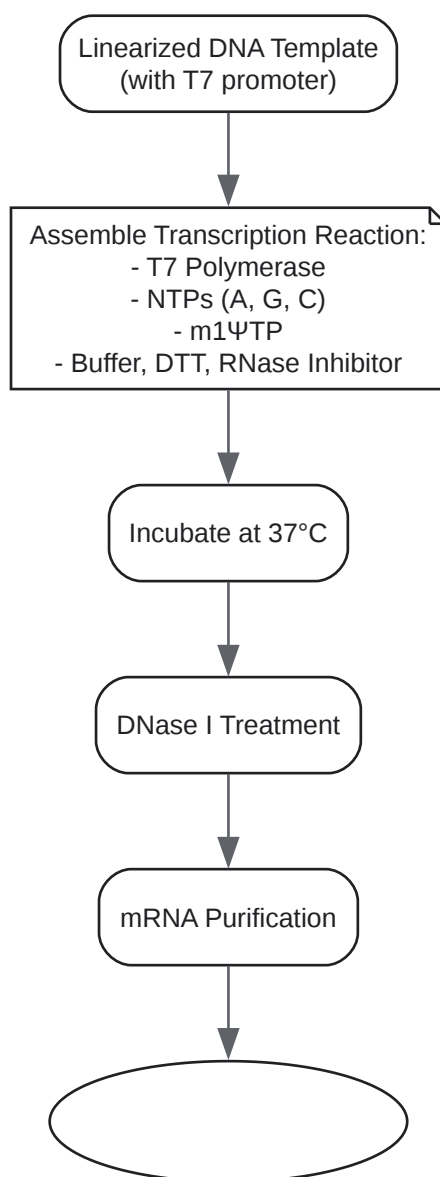 Linearized DNA Template
(with T7 promoter)
Assemble Transcription Reaction:
- T7 Polymerase
- NTPs (A, G, C)
- m1ΨTP
- Buffer, DTT, RNase Inhibitor
Incubate at 37°C
DNase I Treatment
mRNA Purification